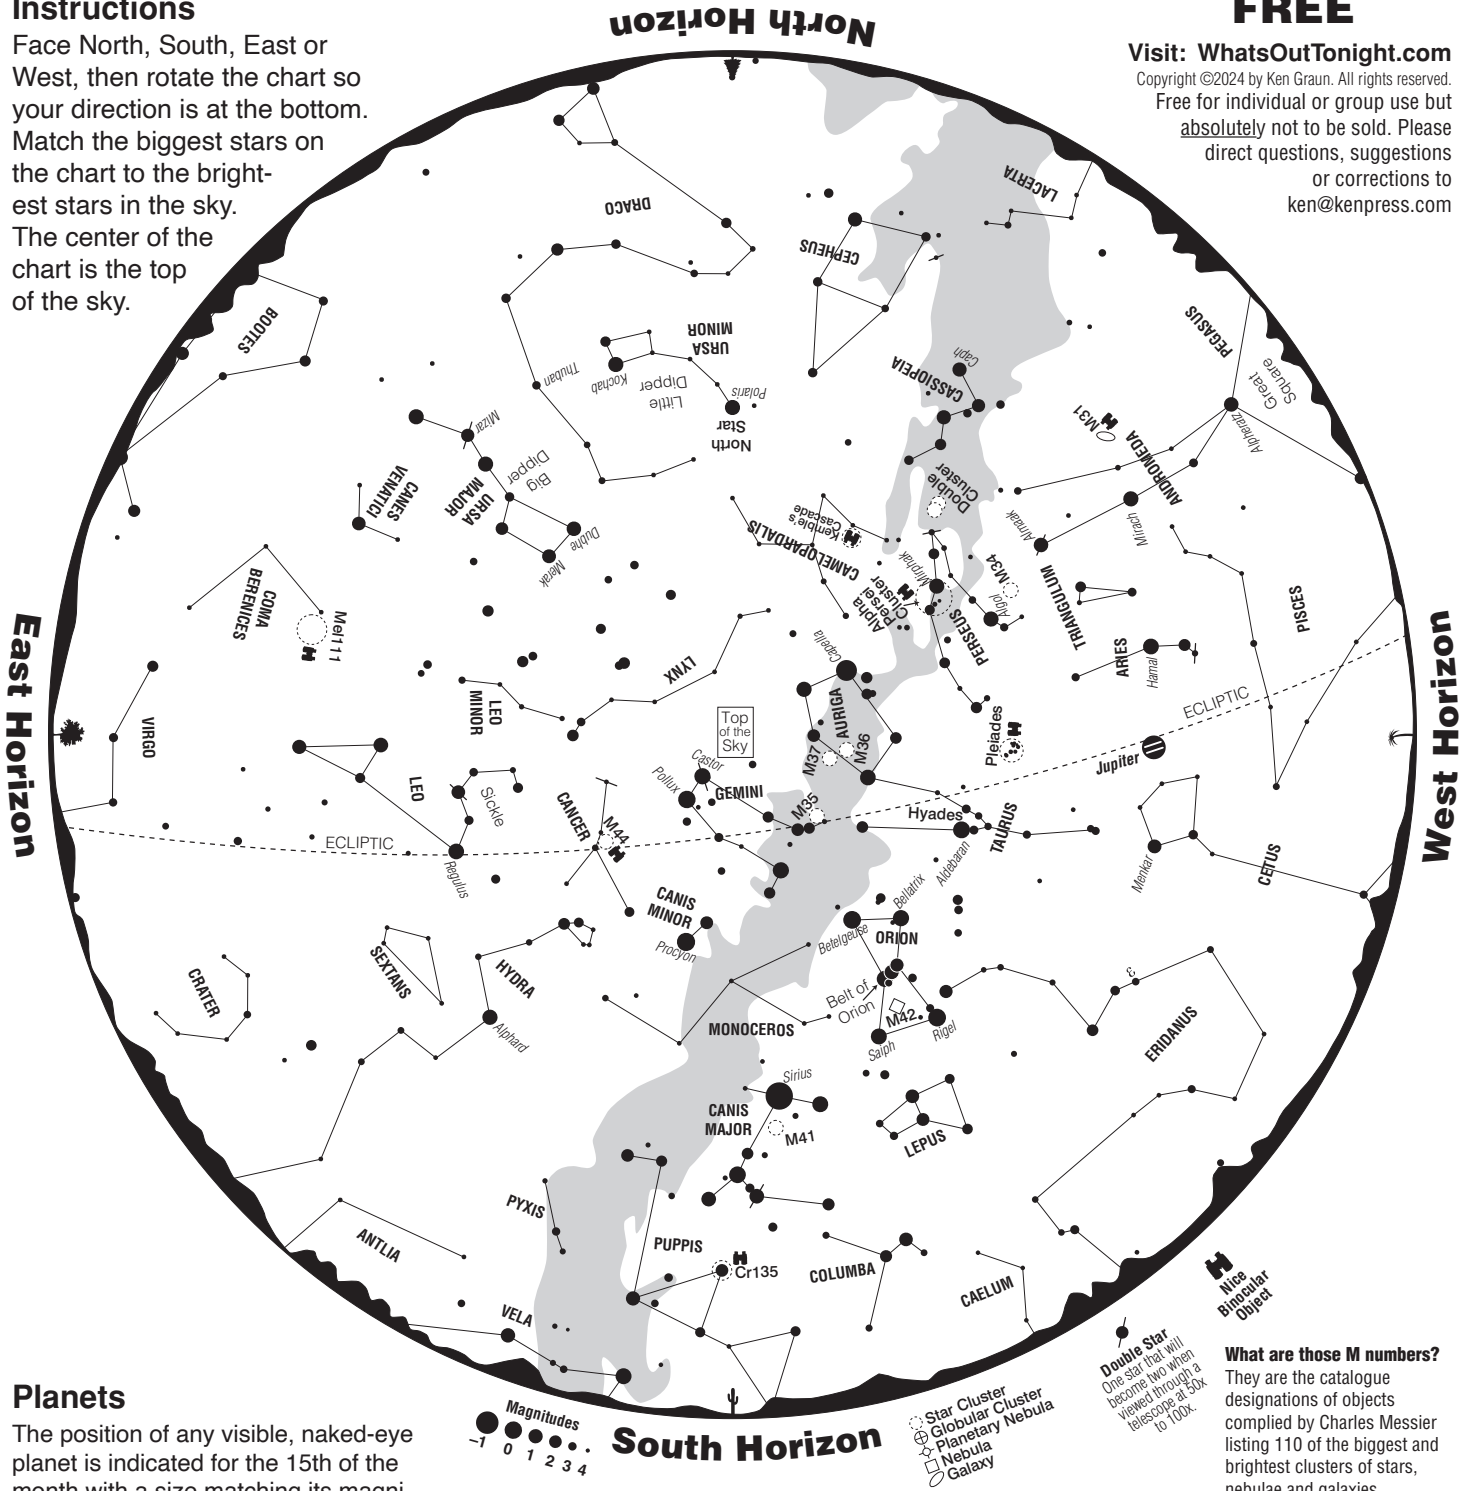 Instructions
Face North, South, East or
West, then rotate the chart so
your direction is at the bottom.
Match the biggest stars on
the chart to the bright-
est stars in the sky.
The center of the
chart is the top
of the sky.
North Horizon
FREE
Visit: WhatsOutTonight.com
Copyright ©2024 by Ken Graun. All rights reserved.
Free for individual or group use but
absolutely not to be sold. Please
direct questions, suggestions
or corrections to
ken@kenpress.com
DRACO
LACERTA
CEPHEUS
BOOTES
PEGASUS
Great
Square
URSA
MINOR
Thuban
Kochab
Little
Dipper
Polaris
North
Star
CASSIOPEIA
Caph
M31
Alpheratz
ANDROMEDA
Mizar
Big
Dipper
URSA
MAJOR
CANES
VENATICI
Dubhe
Merak
Double
Cluster
Kemble's
Cascade
CAMELOPARDALIS
Almaak
Mirach
Mirphak
Alpha
Persei
Cluster
M34
Algol
PERSEUS
TRIANGULUM
PISCES
COMA
BERENICES
Mel111
ARIES
Hamal
East Horizon
West Horizon
LYNX
Capella
AURIGA
LEO
MINOR
VIRGO
Top
of the
Sky
M37
M36
Pleiades
ECLIPTIC
Jupiter
Castor
Pollux
GEMINI
M35
LEO
Sickle
CANCER
M44
Hyades
TAURUS
Aldebaran
ECLIPTIC
Regulus
Menkar
CETUS
CANIS
MINOR
Procyon
Bellatrix
Betelgeuse
ORION
SEXTANS
HYDRA
CRATER
Alphard
Belt of
Orion
M42
Rigel
Saiph
MONOCEROS
ε
ERIDANUS
Sirius
CANIS
MAJOR
M41
LEPUS
PYXIS
ANTLIA
PUPPIS
Cr135
COLUMBA
CAELUM
VELA
Nice
Binocular
Object
Double Star
One star that will
become two when
viewed through a
telescope at 50x
to 100x.
What are those M numbers?
They are the catalogue
designations of objects
complied by Charles Messier
listing 110 of the biggest and
brightest clusters of stars,
nebulae and galaxies.
Planets
The position of any visible, naked-eye
planet is indicated for the 15th of the
month with a size matching its magni-
Magnitudes
–1 0 1 2 3 4
South Horizon
Star Cluster
Globular Cluster
Planetary Nebula
Nebula
Galaxy